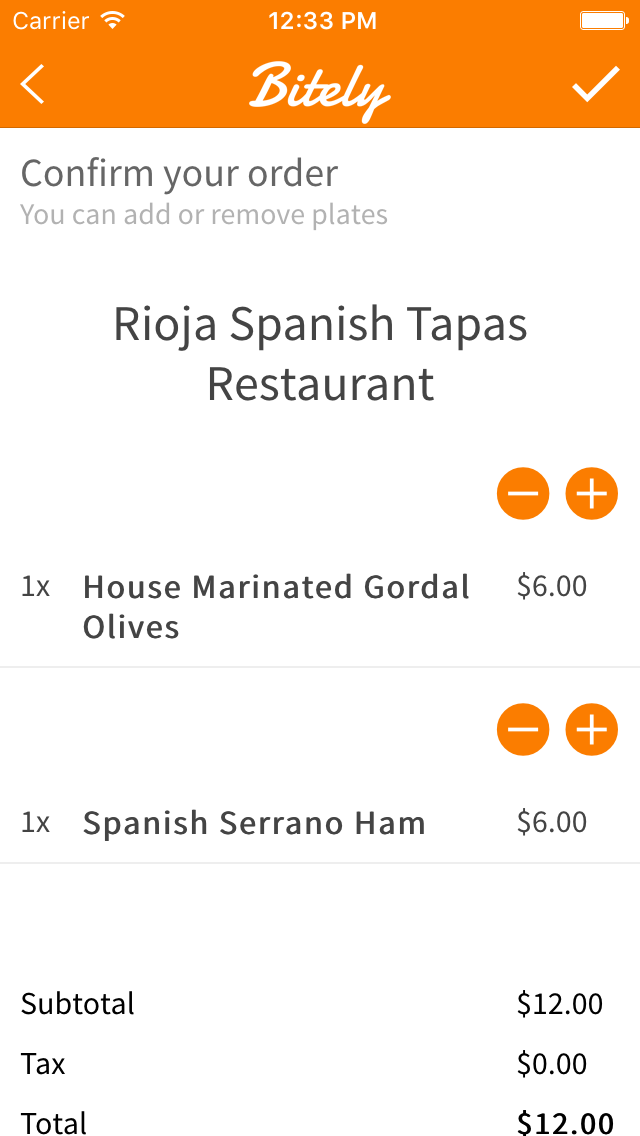 Carrier 12:33 PM
Bitely
Confirm your order
You can add or remove plates
Rioja Spanish Tapas
Restaurant
1x House Marinated Gordal $6.00
Olives
1x Spanish Serrano Ham $6.00
Subtotal $12.00
Tax $0.00
Total $12.00